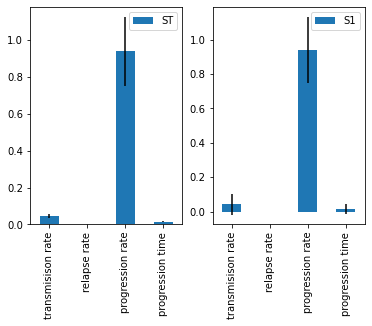 ST
1.0
0.8
0.6
0.4
0.2
0.0
transmisison rate
relapse rate
progression rate
progression time
S1
1.0
0.8
0.6
0.4
0.2
0.0
transmisison rate
relapse rate
progression rate
progression time